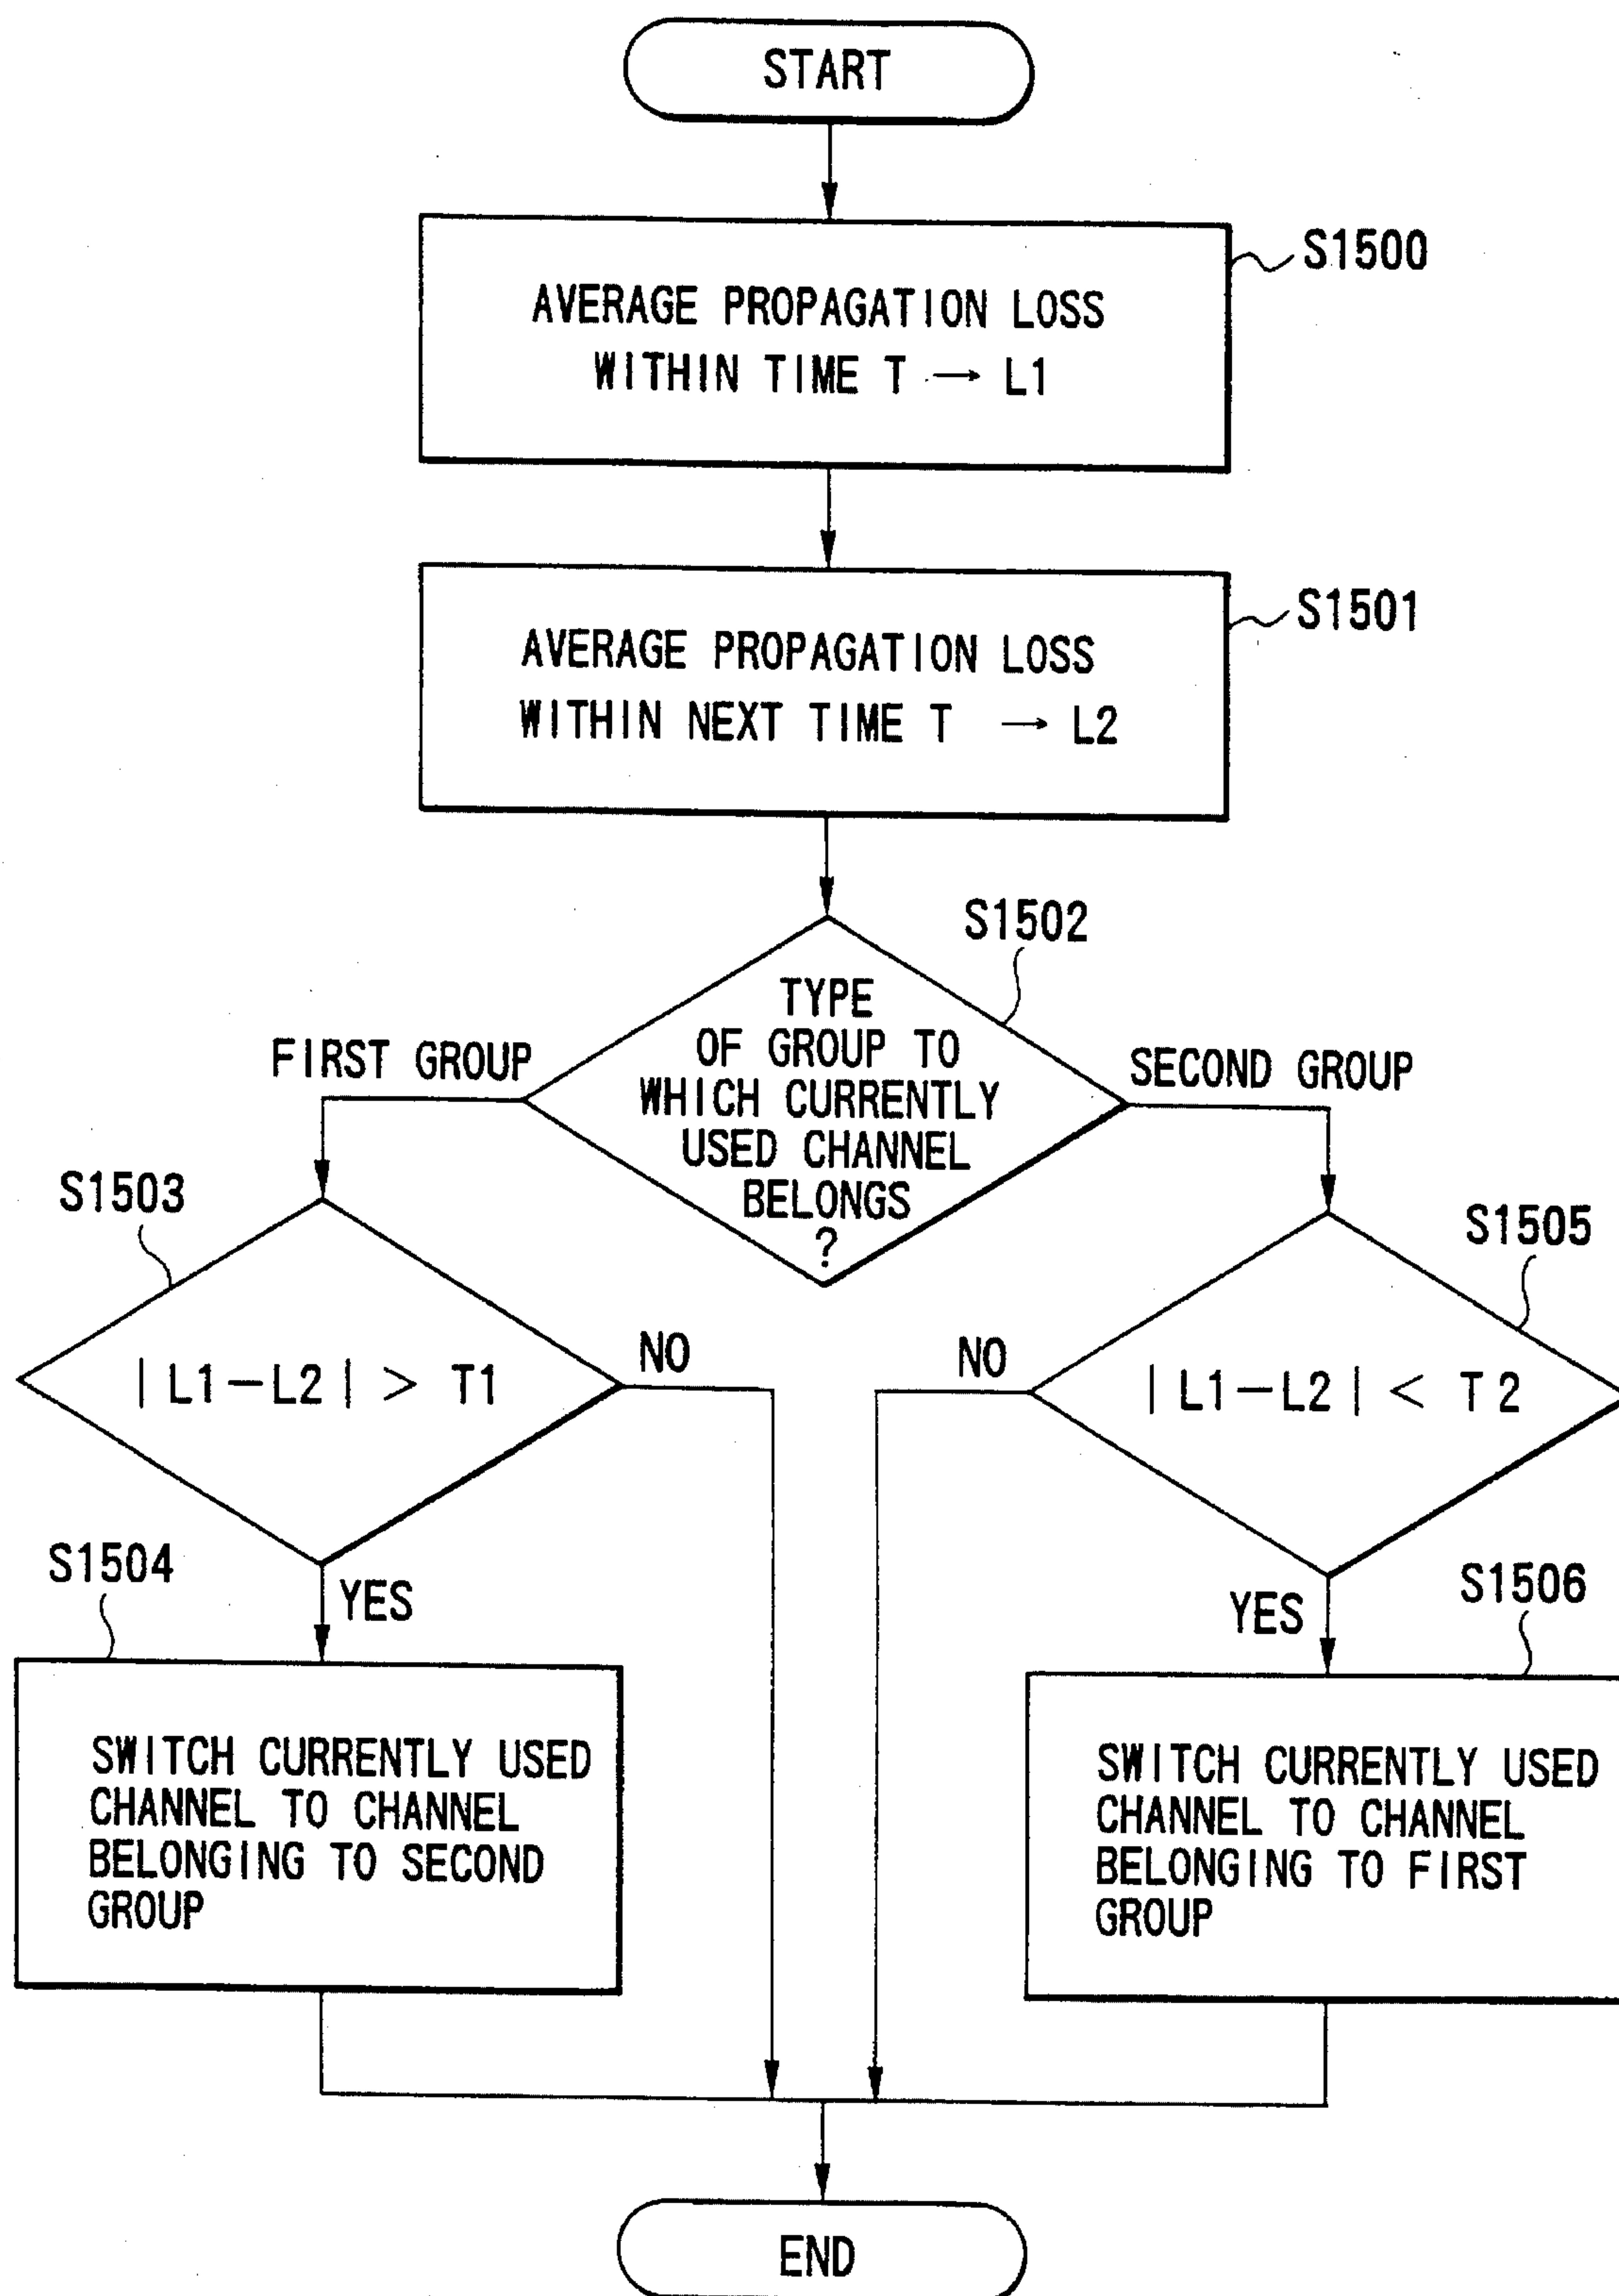 START
S1500
AVERAGE PROPAGATION LOSS
WITHIN TIME T → L1
S1501
AVERAGE PROPAGATION LOSS
WITHIN NEXT TIME T → L2
S1502
TYPE
OF GROUP TO
WHICH CURRENTLY
USED CHANNEL
BELONGS
?
FIRST GROUP
SECOND GROUP
S1503
|L1-L2| > T1
NO
YES
S1505
|L1-L2| < T2
NO
YES
S1504
SWITCH CURRENTLY USED
CHANNEL TO CHANNEL
BELONGING TO SECOND
GROUP
S1506
SWITCH CURRENTLY USED
CHANNEL TO CHANNEL
BELONGING TO FIRST
GROUP
END